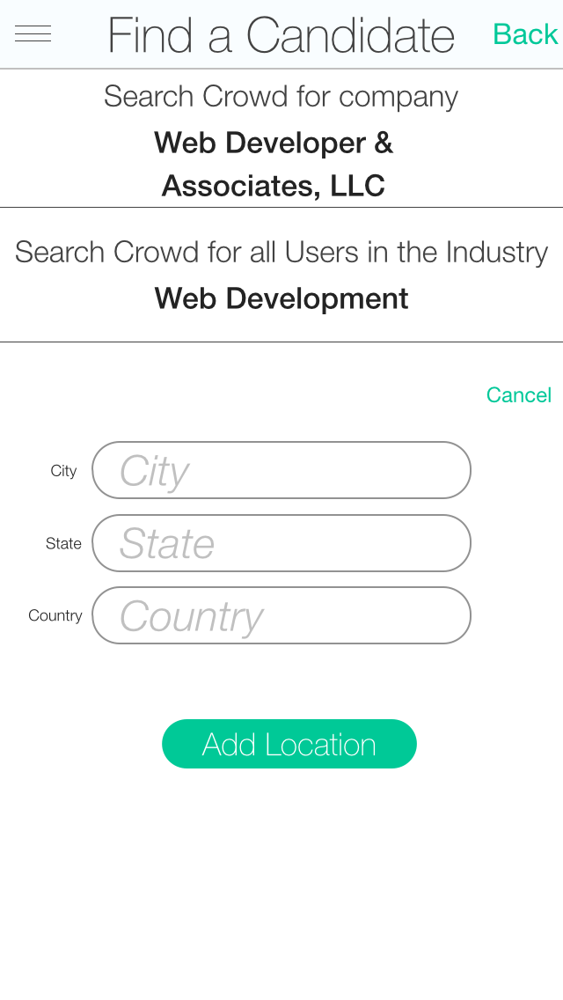 Find a Candidate
Back
Search Crowd for company
Web Developer &
Associates, LLC
Search Crowd for all Users in the Industry
Web Development
Cancel
City
City
State
State
Country
Country
Add Location